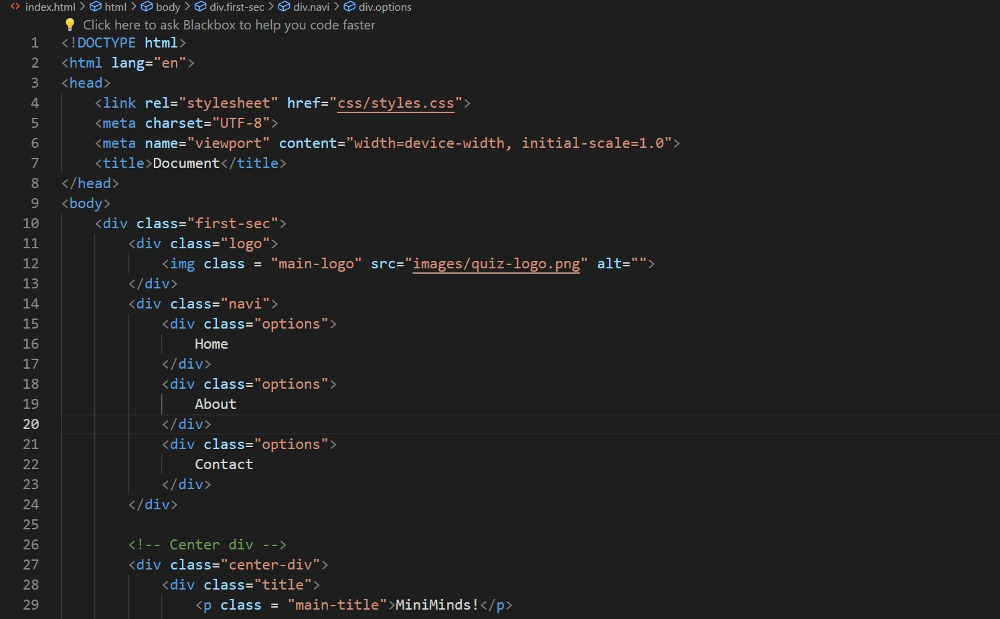 index.html > html > body > div.first-sec > div.navi > div.options
Click here to ask Blackbox to help you code faster
1 <!DOCTYPE html>
2 <html lang="en">
3 <head>
4     <link rel="stylesheet" href="css/styles.css">
5     <meta charset="UTF-8">
6     <meta name="viewport" content="width=device-width, initial-scale=1.0">
7     <title>Document</title>
8 </head>
9 <body>
10     <div class="first-sec">
11         <div class="logo">
12             <img class = "main-logo" src="images/quiz-logo.png" alt="">
13         </div>
14         <div class="navi">
15             <div class="options">
16                 Home
17             </div>
18             <div class="options">
19                 About
20             </div>
21             <div class="options">
22                 Contact
23             </div>
24         </div>
25
26         <!-- Center div -->
27         <div class="center-div">
28             <div class="title">
29                 <p class = "main-title">MiniMinds!</p>